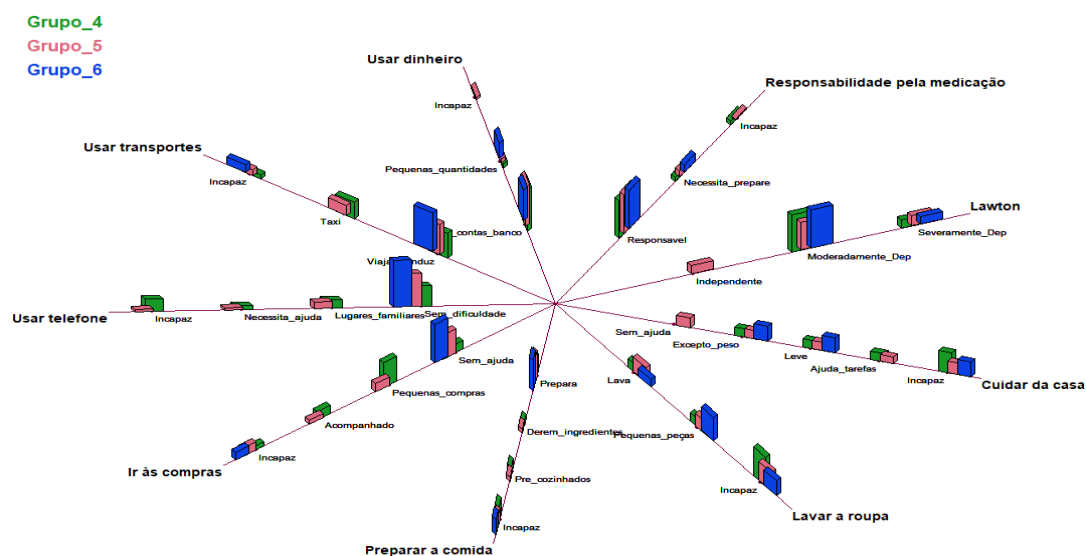 Grupo_4
Grupo_5
Grupo_6
Usar dinheiro
Incapaz
Pequenas_quantidades
_contas_banco
Responsabilidade pela medicação
Incapaz
Necessita_prepare
Responsavel
Usar transportes
Incapaz
Taxi
Lawton
Severamente_Dep
Moderadamente_Dep
Independente
Usar telefone
Incapaz
Necessita_ajuda
Lugares_familiares
Sem_dificuldade
Sem_ajuda
Excepto_peso
Leve
Ajuda_tarefas
Incapaz
Cuidar da casa
Ir às compras
Incapaz
Acompanhado
Pequenas_compras
Sem_ajuda
Prepara
Derem_ingredientes
Pre_cozinhados
Incapaz
Preparar a comida
Lava
Pequenas_peças
Incapaz
Lavar a roupa